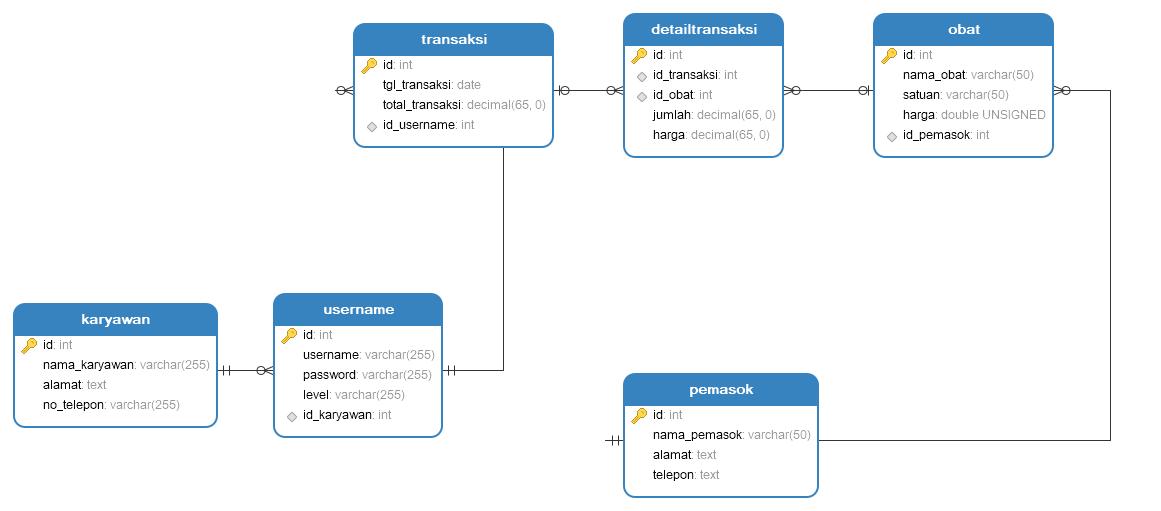 transaksi
id: int
tgl_transaksi: date
total_transaksi: decimal(65, 0)
id_username: int
detailtransaksi
id: int
id_transaksi: int
id_obat: int
jumlah: decimal(65, 0)
harga: decimal(65, 0)
obat
id: int
nama_obat: varchar(50)
satuan: varchar(50)
harga: double UNSIGNED
id_pemasok: int
karyawan
id: int
nama_karyawan: varchar(255)
alamat: text
no_telepon: varchar(255)
username
id: int
username: varchar(255)
password: varchar(255)
level: varchar(255)
id_karyawan: int
pemasok
id: int
nama_pemasok: varchar(50)
alamat: text
telepon: text